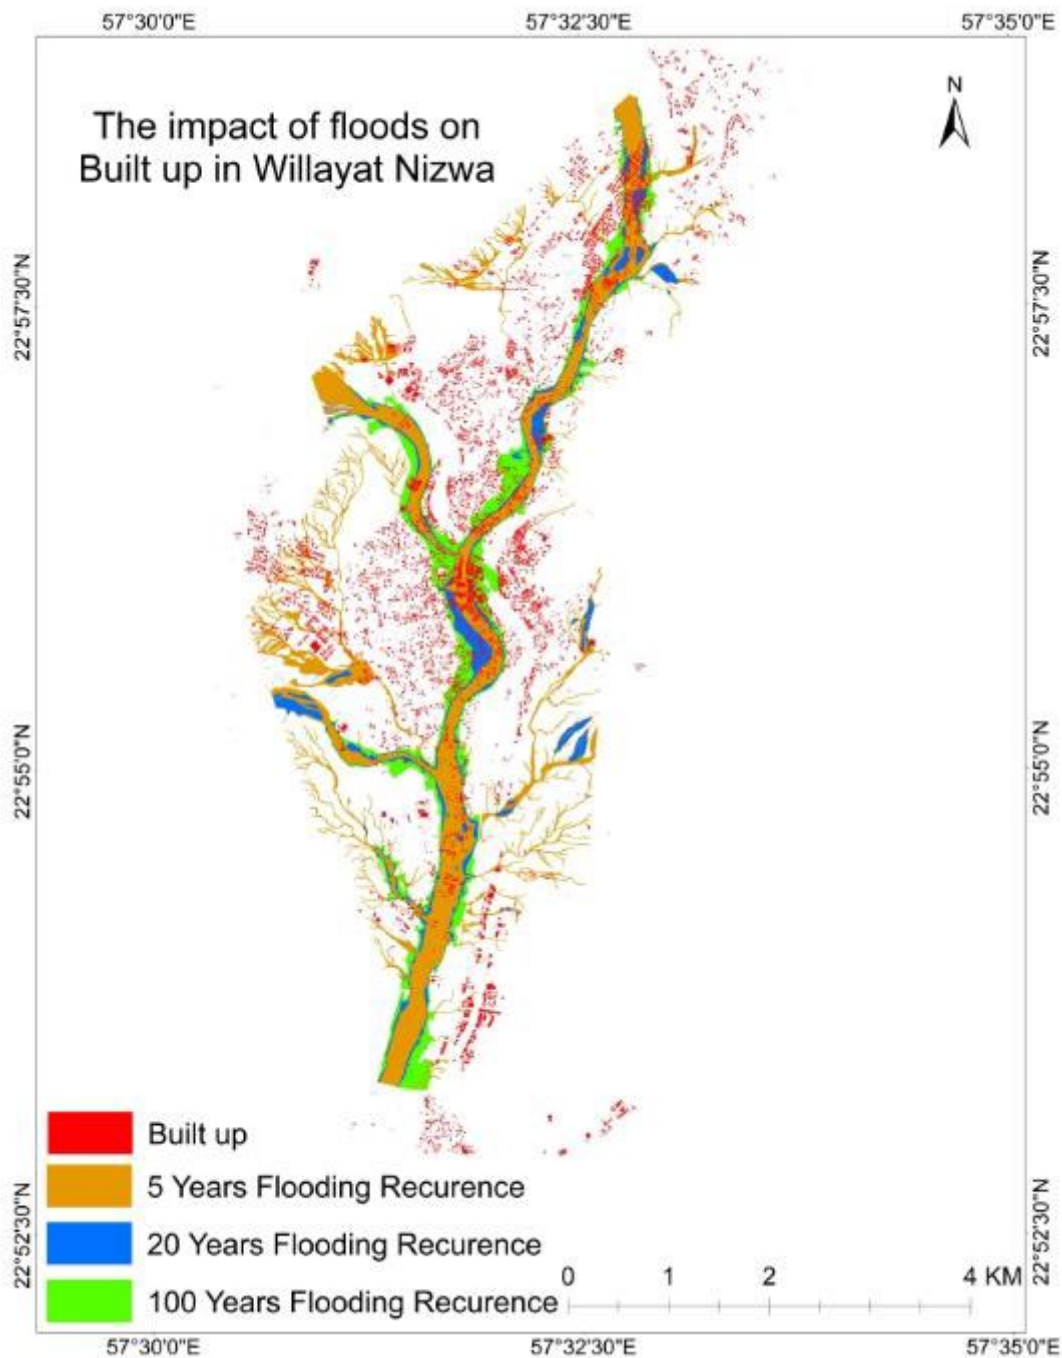 57°30'0"E 57°32'30"E 57°35'0"E
N
The impact of floods on
Built up in Willayat Nizwa
22°57'30"N
22°57'30"N
22°55'0"N
22°55'0"N
22°52'30"N
22°52'30"N
Built up
5 Years Flooding Recurence
20 Years Flooding Recurence
100 Years Flooding Recurence
0 1 2 4 KM
57°30'0"E 57°32'30"E 57°35'0"E